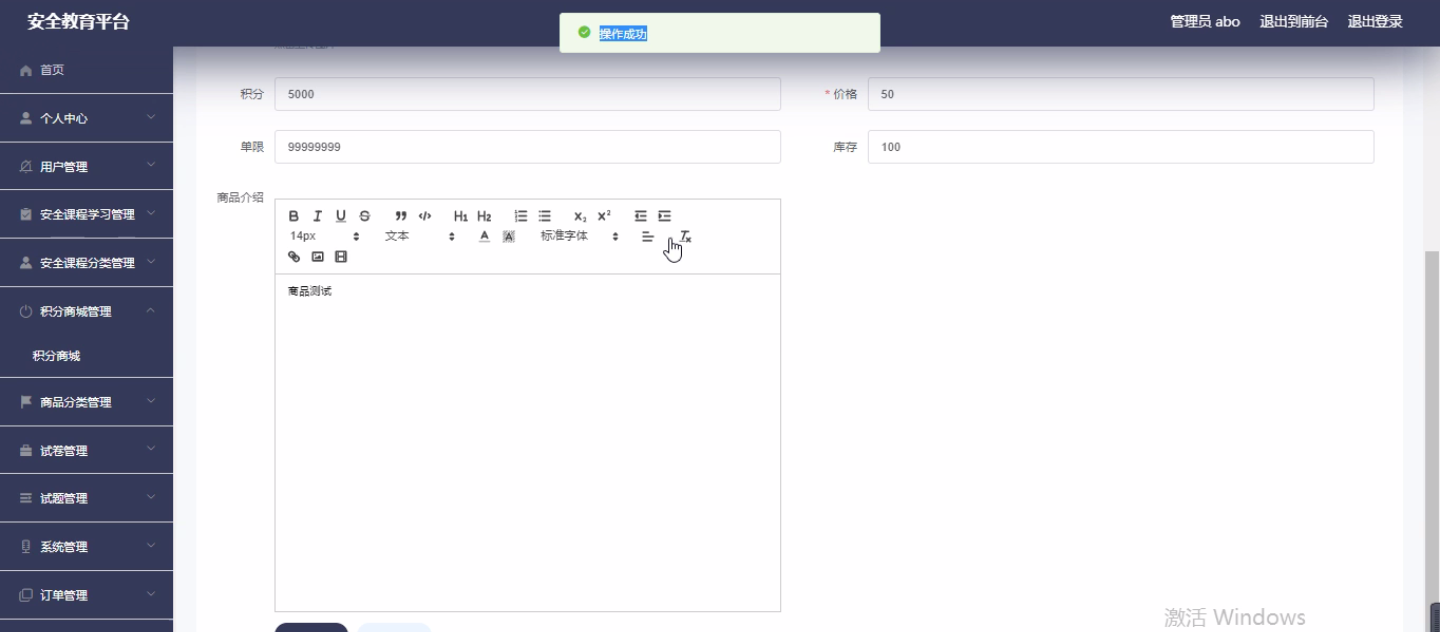 安全教育平台
操作成功
管理员 abo 退出到前台 退出登录
首页
个人中心
用户管理
安全课程学习管理
安全课程分类管理
积分商城管理
积分商城
商品分类管理
试卷管理
试题管理
系统管理
订单管理
积分 5000
* 价格 50
单限 99999999
库存 100
商品介绍
B I U S ” </> H1 H2 X₂ X²
14px 文本 A A 标准字体 Tx
商品测试
激活 Windows